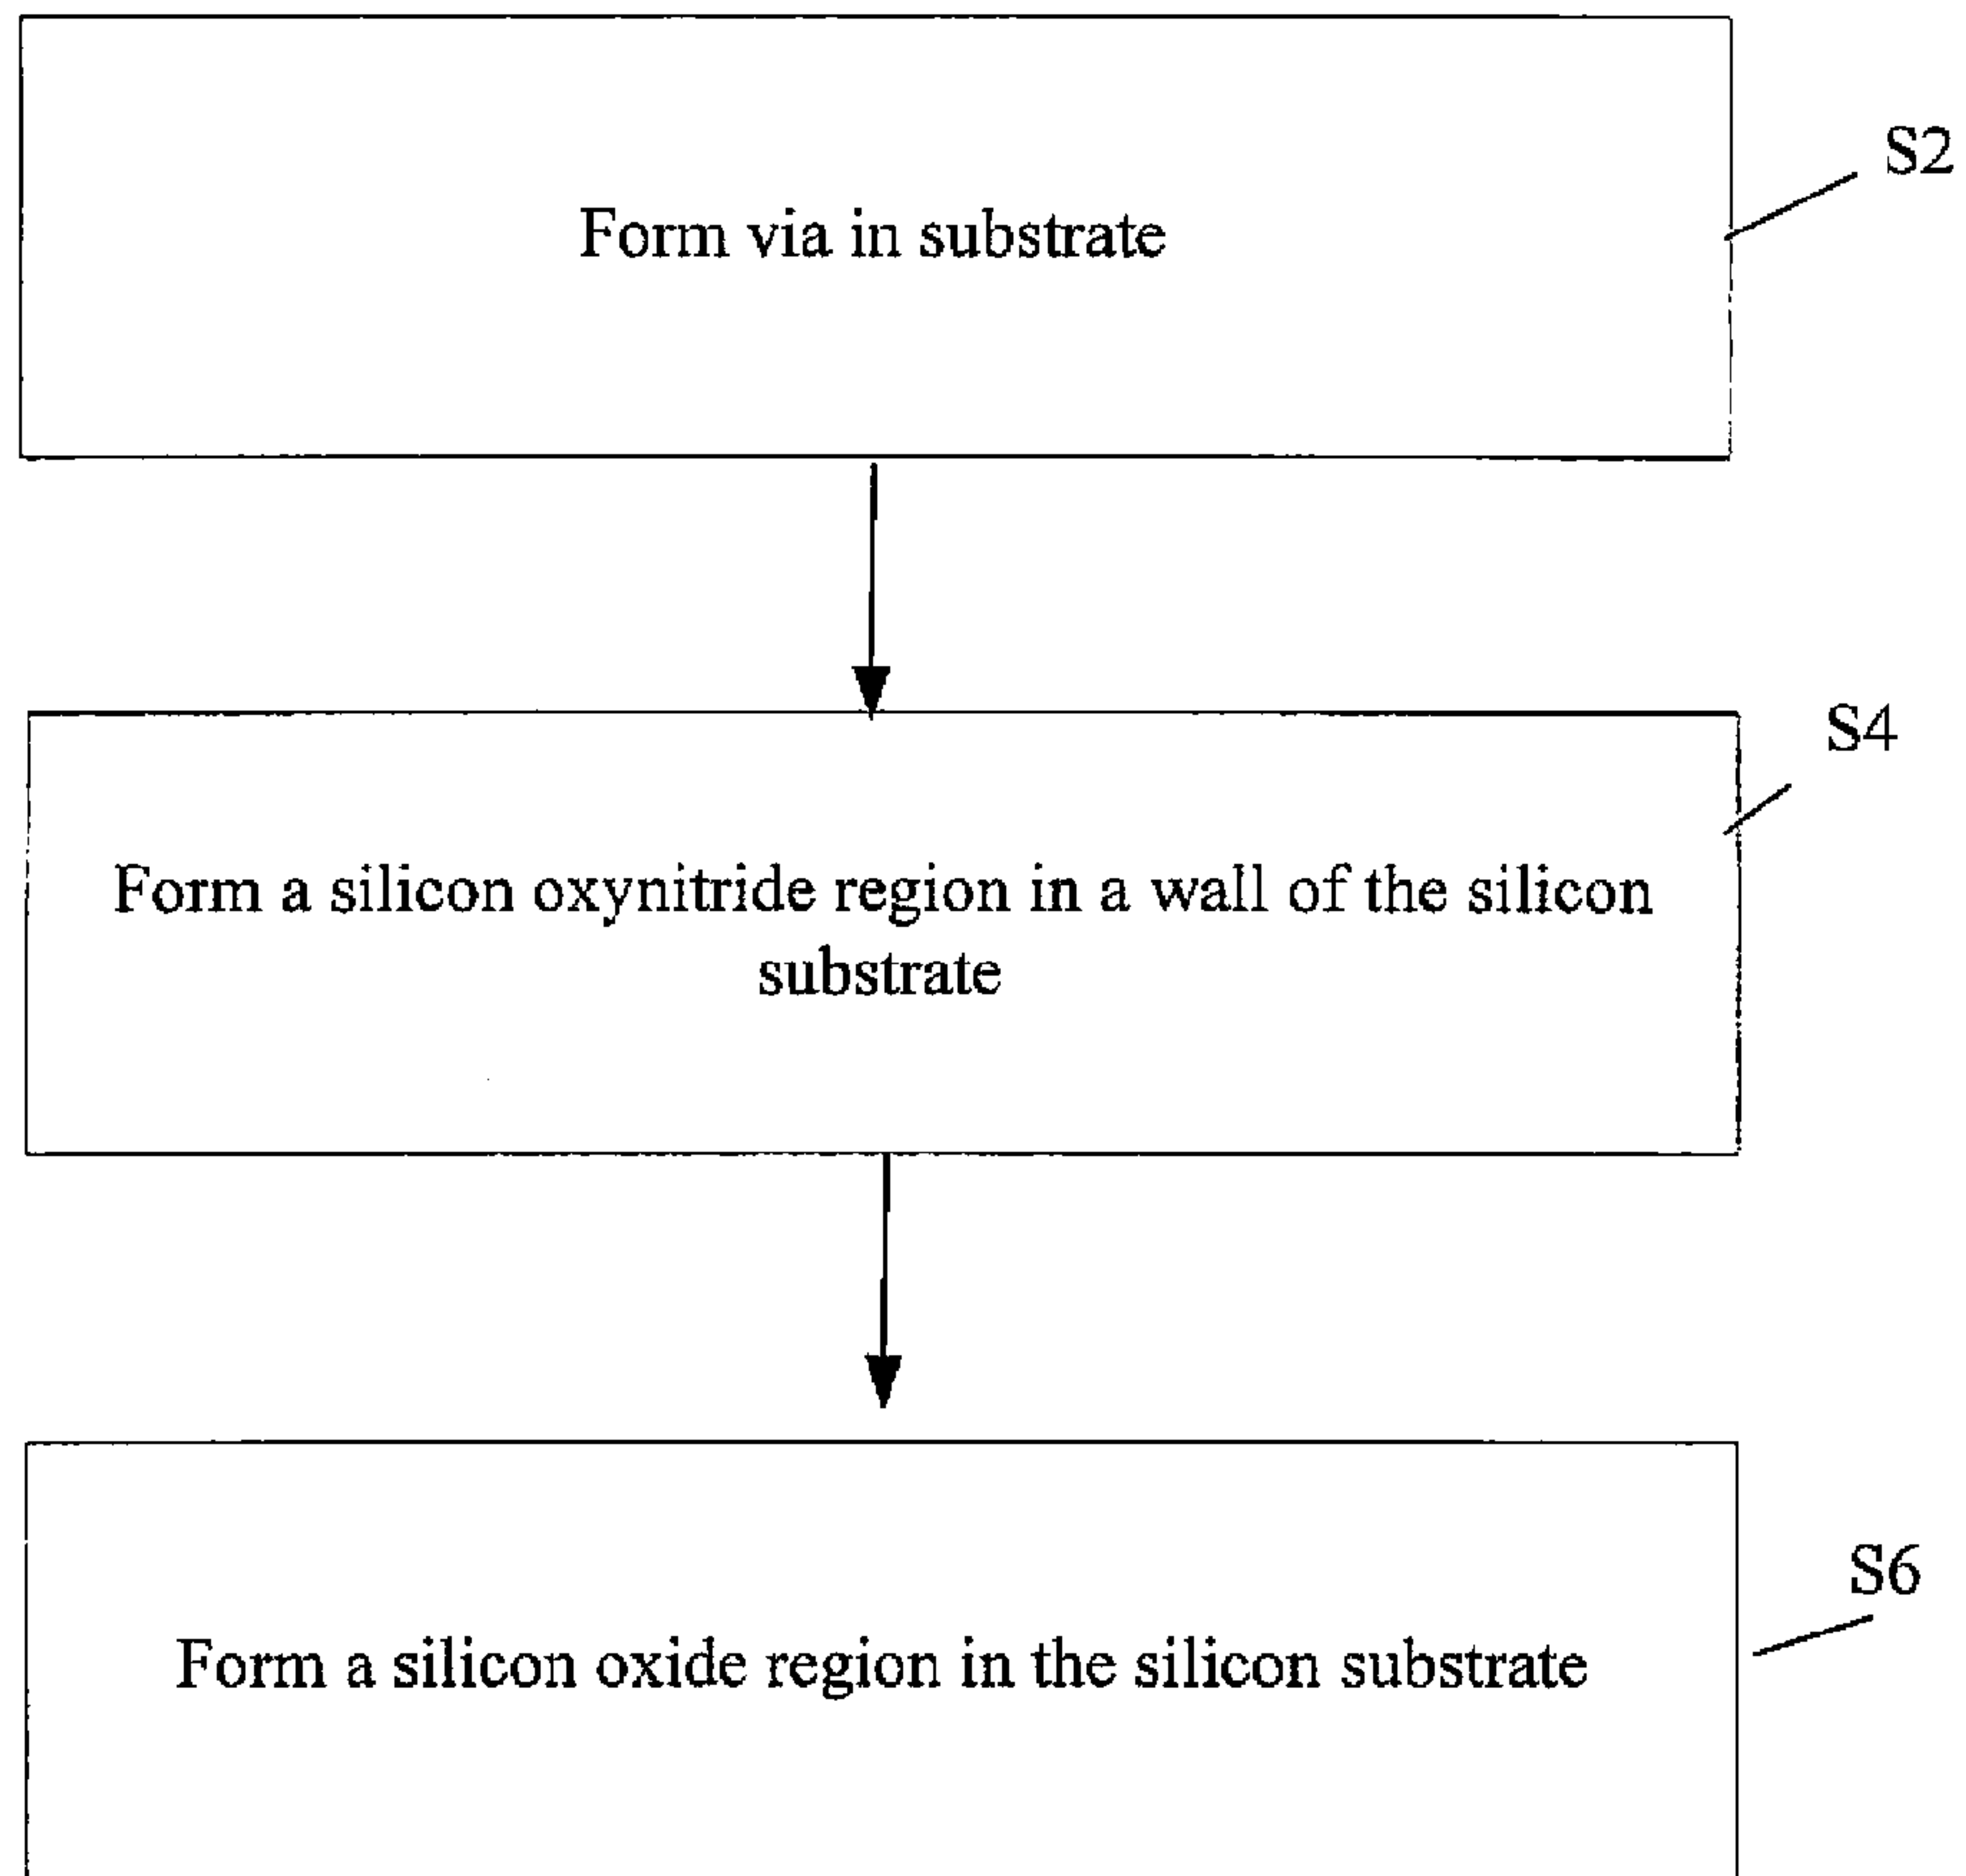 Form via in substrate
S2
Form a silicon oxynitride region in a wall of the silicon
substrate
S4
Form a silicon oxide region in the silicon substrate
S6